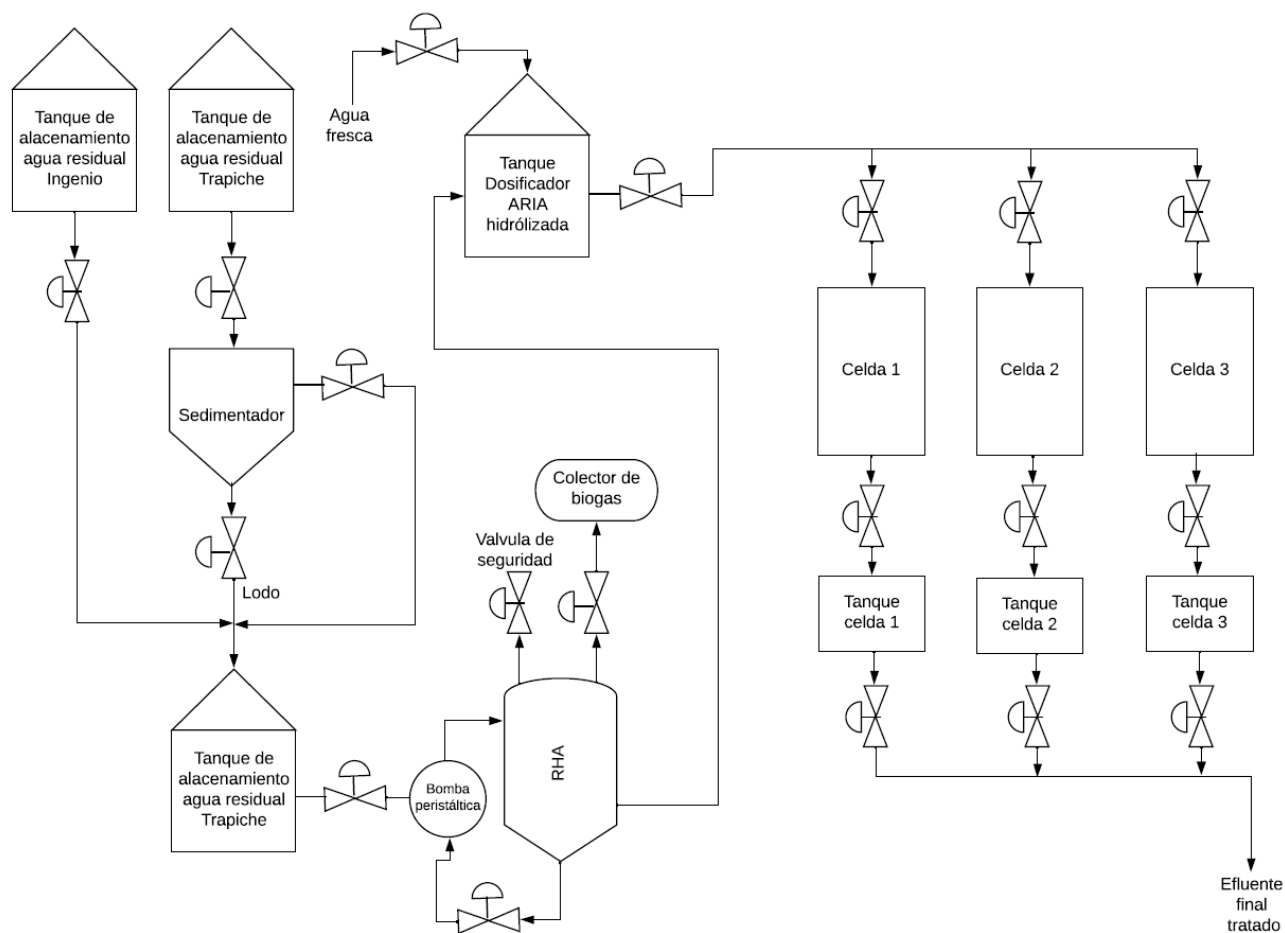 Tanque de
alacenamiento
agua residual
Ingenio
Tanque de
alacenamiento
agua residual
Trapiche
Agua
fresca
Tanque
Dosificador
ARIA
hidrólizada
Celda 1
Celda 2
Celda 3
Sedimentador
Colector de
biogas
Valvula de
seguridad
Lodo
Tanque
celda 1
Tanque
celda 2
Tanque
celda 3
Tanque de
alacenamiento
agua residual
Trapiche
Bomba
peristáltica
RHA
Efluente
final
tratado